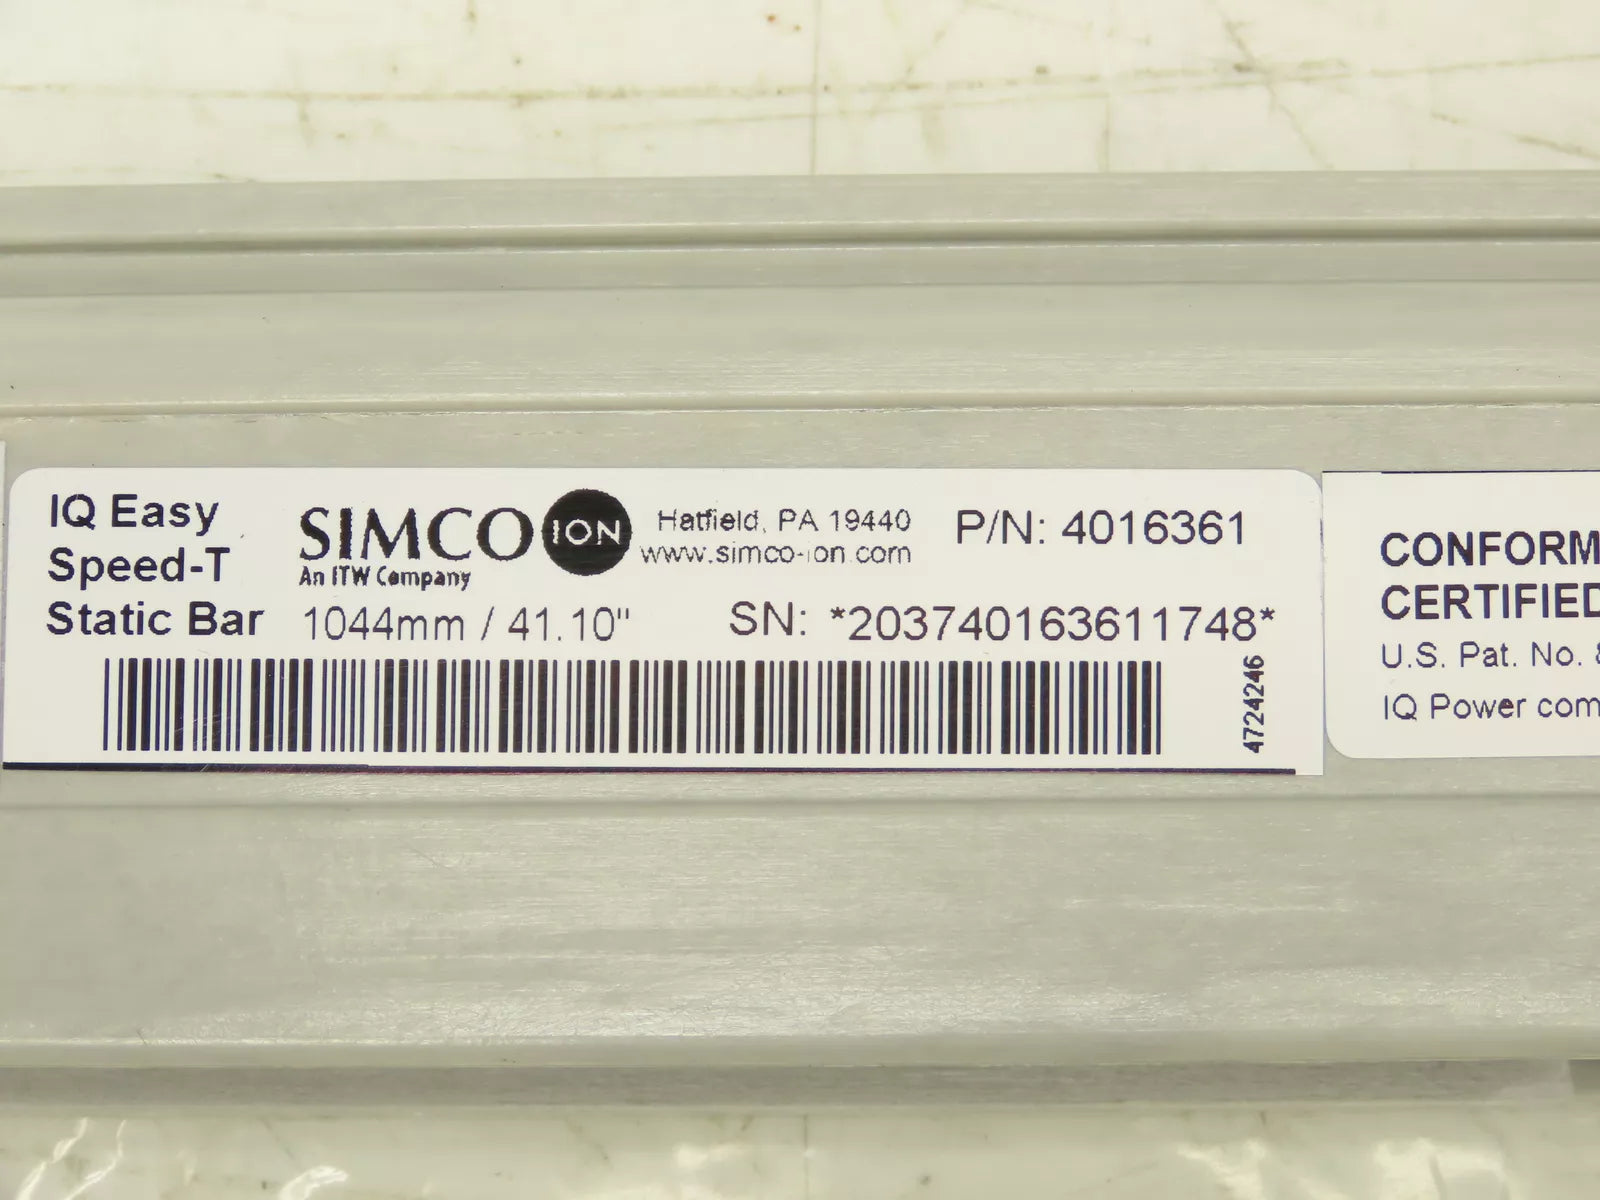 IQ Easy
Speed-T
Static Bar
SIMCO ION
An ITW Company
Hatfield, PA 19440
www.simco-ion.com
P/N: 4016361
1044mm / 41.10"
SN: *203740163611748*
4724246
CONFORM
CERTIFIED
U.S. Pat. No.
IQ Power com